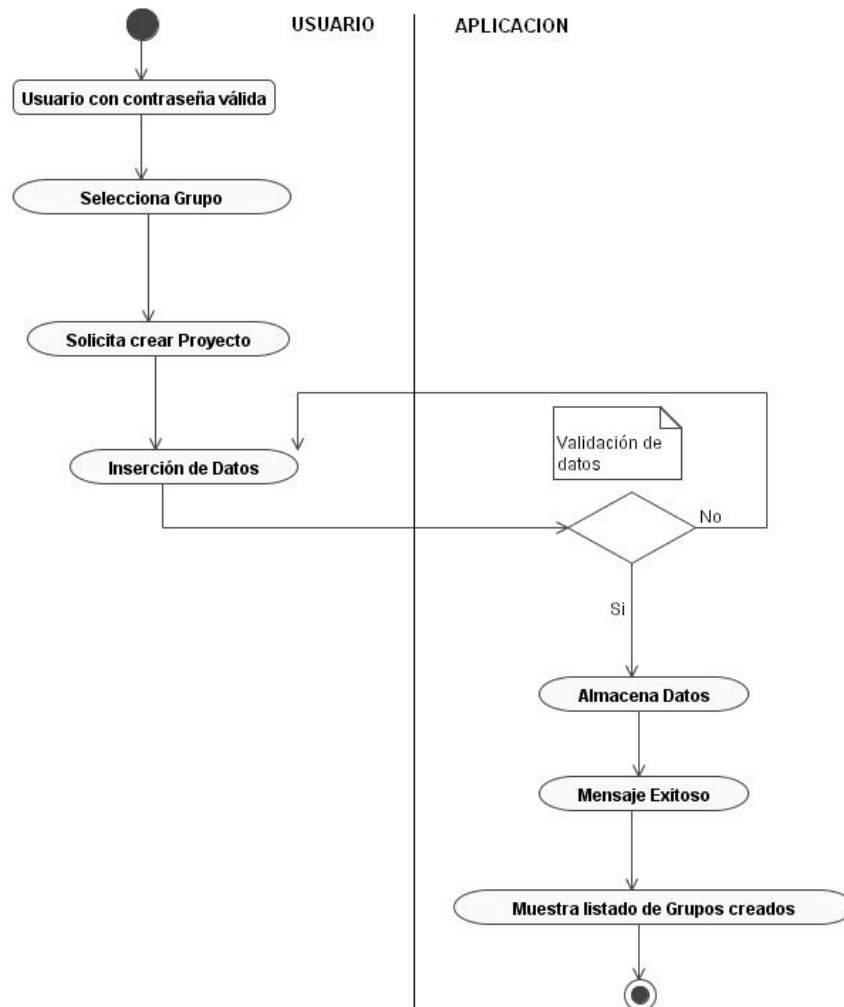 USUARIO
APLICACION
Usuario con contraseña válida
Selecciona Grupo
Solicita crear Proyecto
Validación de
datos
Inserción de Datos
No
Si
Almacena Datos
Mensaje Exitoso
Muestra listado de Grupos creados